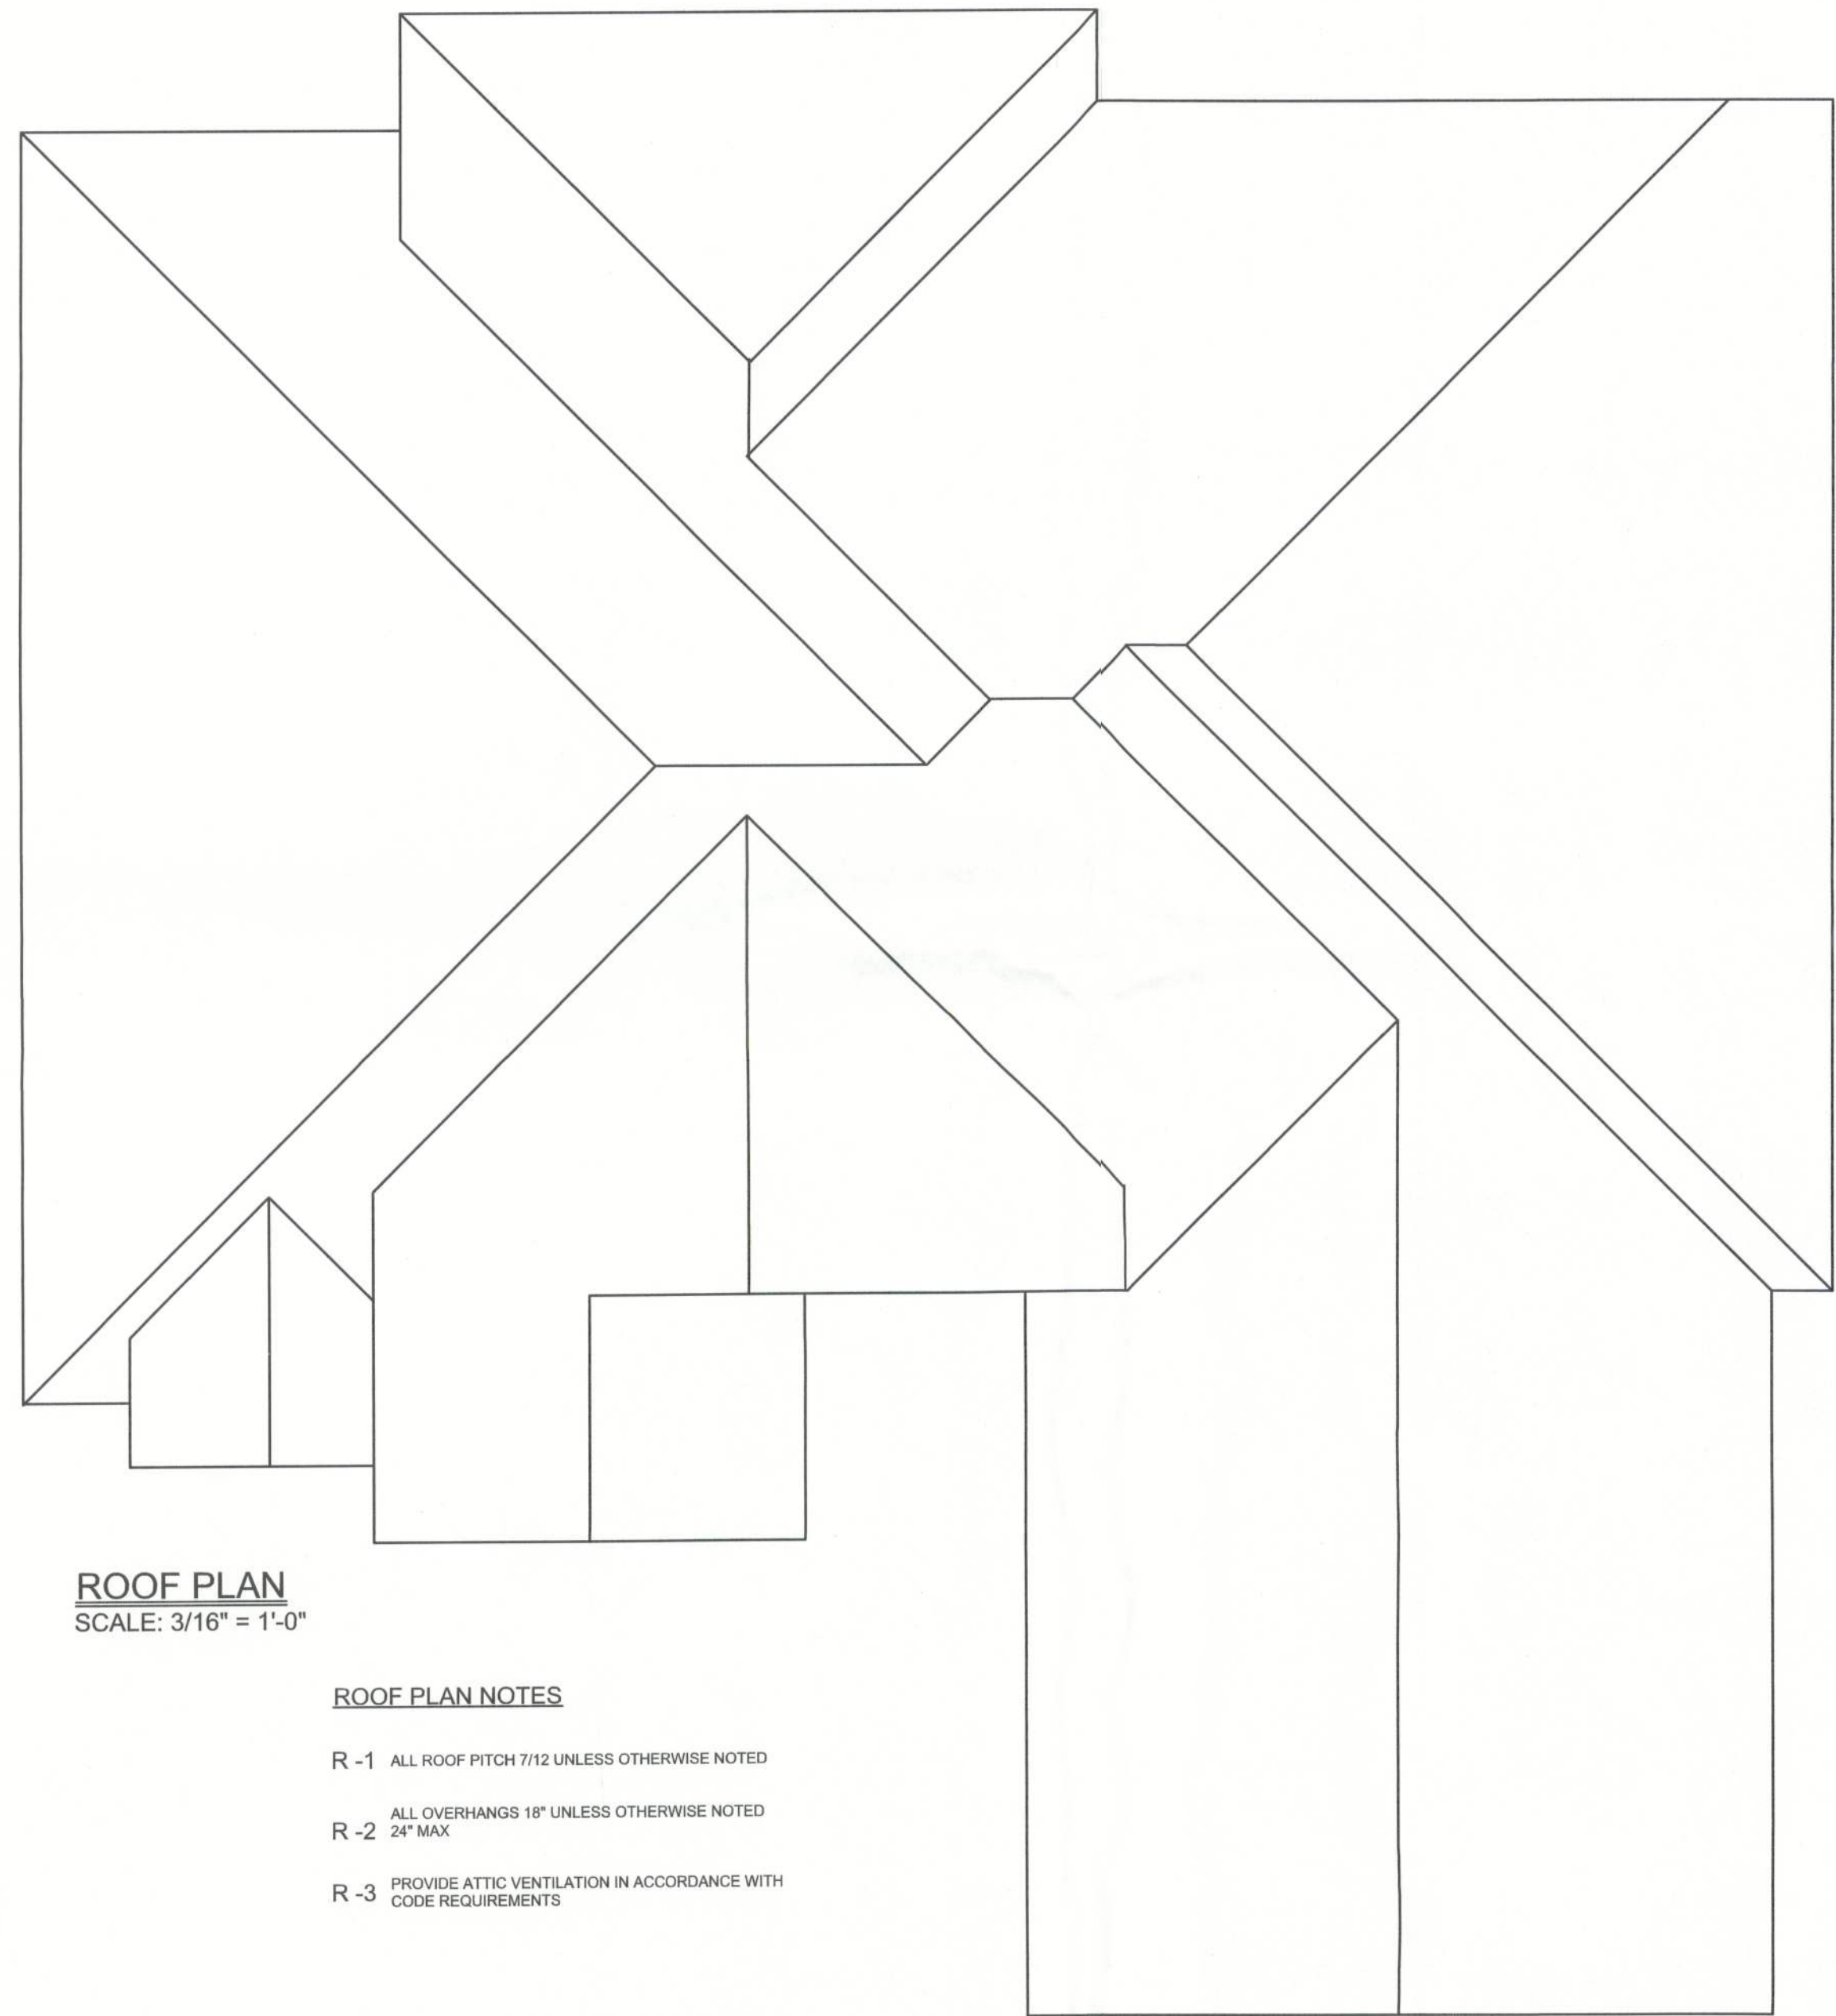 ROOF PLAN
SCALE: 3/16" = 1'-0"
ROOF PLAN NOTES
R -1 ALL ROOF PITCH 7/12 UNLESS OTHERWISE NOTED
R -2 ALL OVERHANGS 18" UNLESS OTHERWISE NOTED
24" MAX
R -3 PROVIDE ATTIC VENTILATION IN ACCORDANCE WITH
CODE REQUIREMENTS